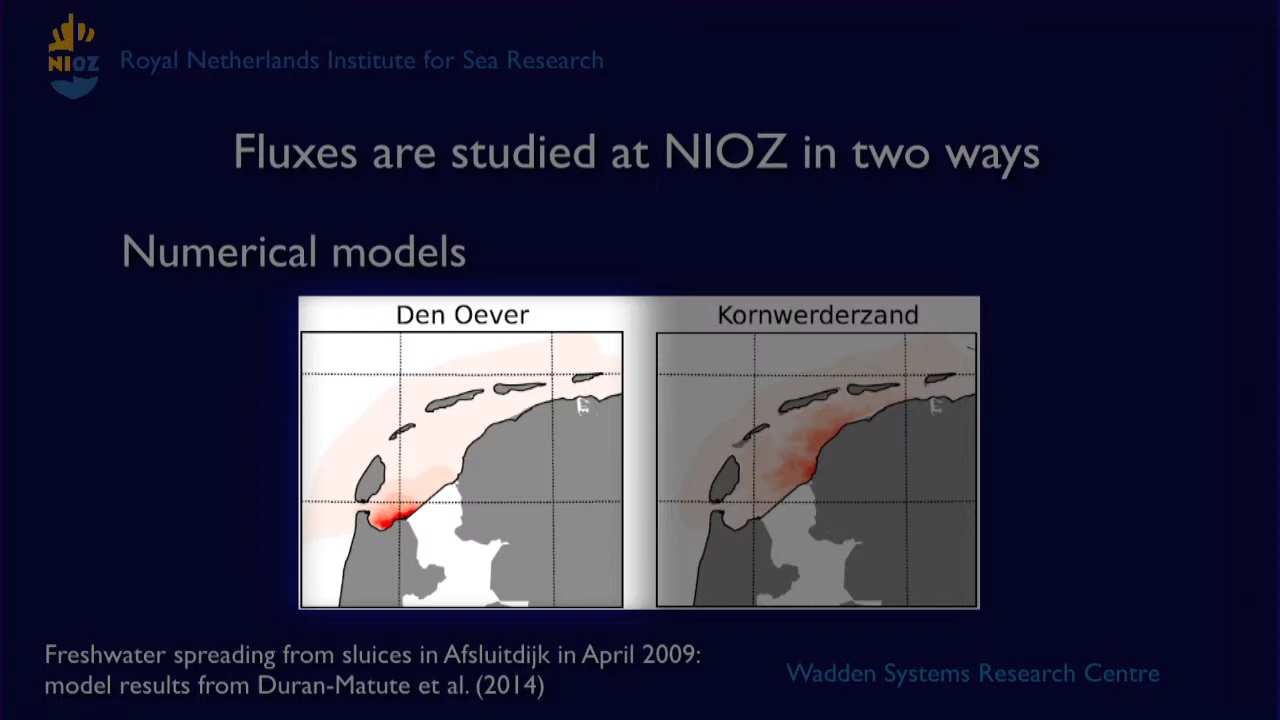 NIOZ
Royal Netherlands Institute for Sea Research
Fluxes are studied at NIOZ in two ways
Numerical models
Den Oever
Kornwerderzand
Freshwater spreading from sluices in Afsluitdijk in April 2009:
model results from Duran-Matute et al. (2014)
Wadden Systems Research Centre